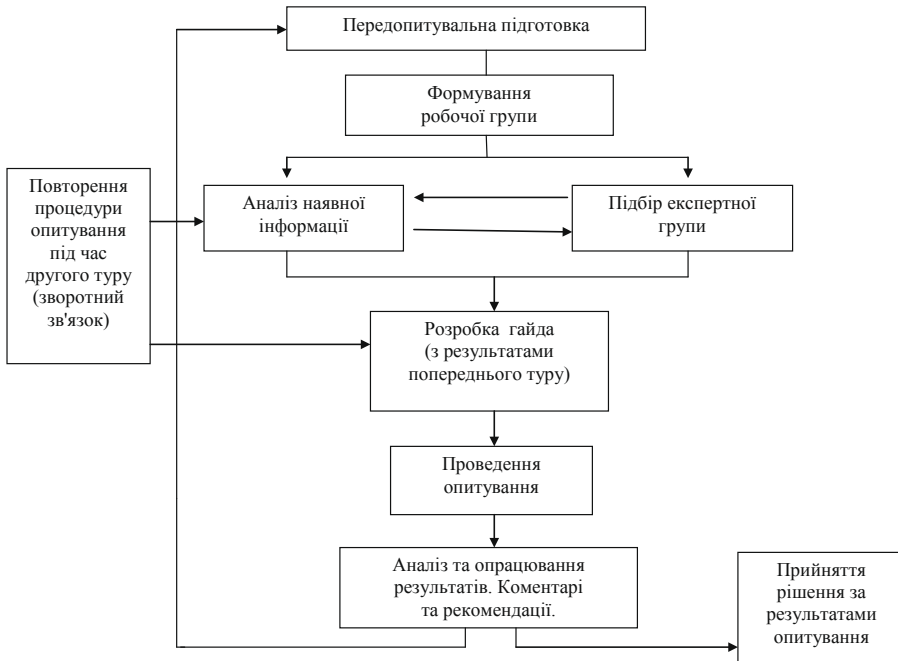 Передопитувальна підготовка
Формування
робочої групи
Повторення
процедури
опитування
під час
другого туру
(зворотний
зв'язок)
Аналіз наявної
інформації
Підбір експертної
групи
Розробка гайда
(з результатами
попереднього туру)
Проведення
опитування
Аналіз та опрацювання
результатів. Коментарі
та рекомендації.
Прийняття
рішення за
результатами
опитування